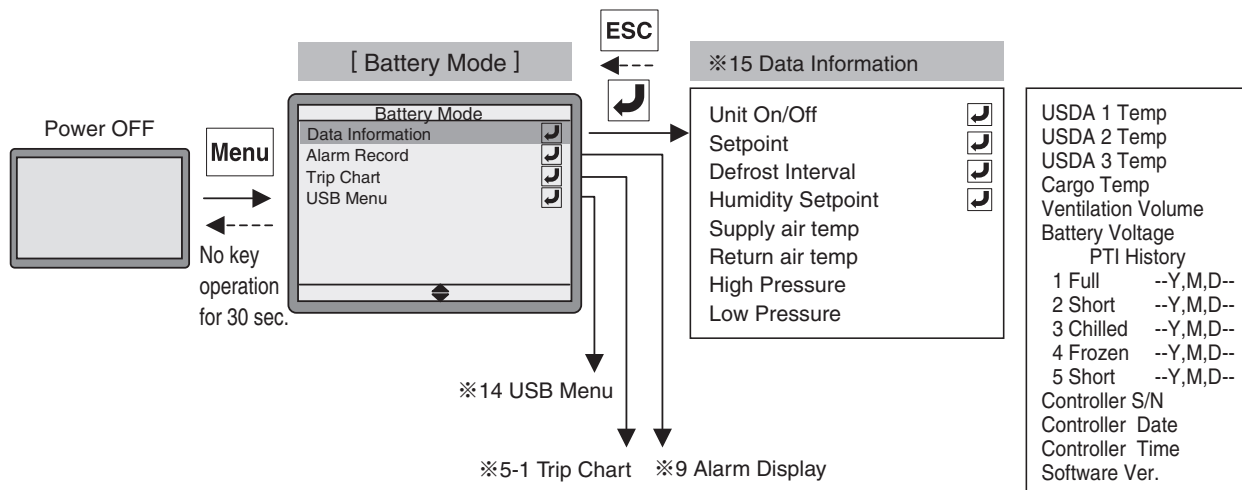 Power OFF
Menu
No key
operation
for 30 sec.
[ Battery Mode ]
Battery Mode
Data Information
Alarm Record
Trip Chart
USB Menu
ESC
※15 Data Information
Unit On/Off
Setpoint
Defrost Interval
Humidity Setpoint
Supply air temp
Return air temp
High Pressure
Low Pressure
USDA 1 Temp
USDA 2 Temp
USDA 3 Temp
Cargo Temp
Ventilation Volume
Battery Voltage
PTI History
1 Full --Y,M,D--
2 Short --Y,M,D--
3 Chilled --Y,M,D--
4 Frozen --Y,M,D--
5 Short --Y,M,D--
Controller S/N
Controller Date
Controller Time
Software Ver.
※14 USB Menu
※5-1 Trip Chart ※9 Alarm Display